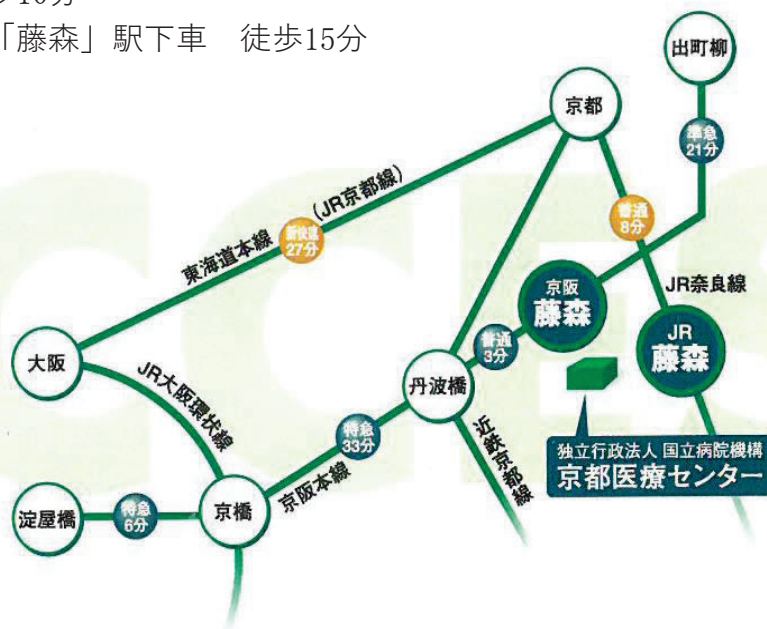 10分
「藤森」駅下車　徒歩15分
出町柳
京都
準急
21分
(JR京都線)
普通
8分
新快速
27分
東海道本線
JR奈良線
京阪
藤森
JR
藤森
普通
3分
大阪
丹波橋
JR大阪環状線
特急
33分
近鉄京都線
独立行政法人 国立病院機構
京都医療センター
京阪本線
淀屋橋
特急
6分
京橋
CCES